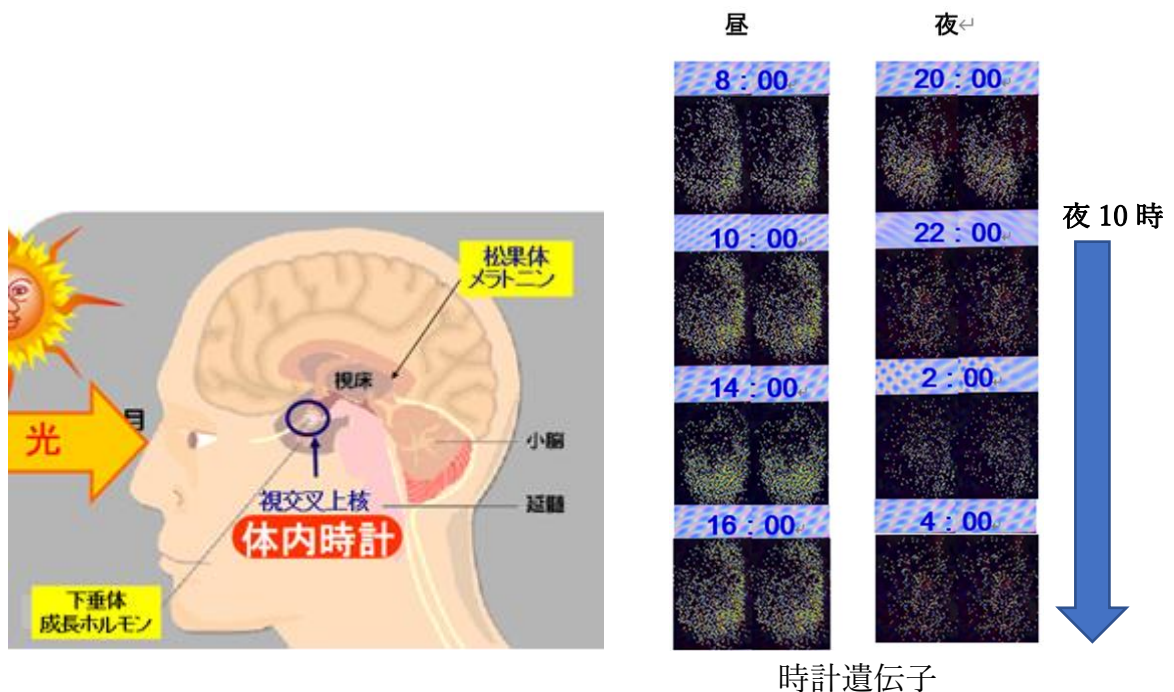 昼
夜↵
8：00
20：00
10：00
22：00
14：00
2：00
16：00
4：00
夜10時
時計遺伝子
松果体
メラトニン
視床
目
光
小脳
視交叉上核
延髄
体内時計
下垂体
成長ホルモン